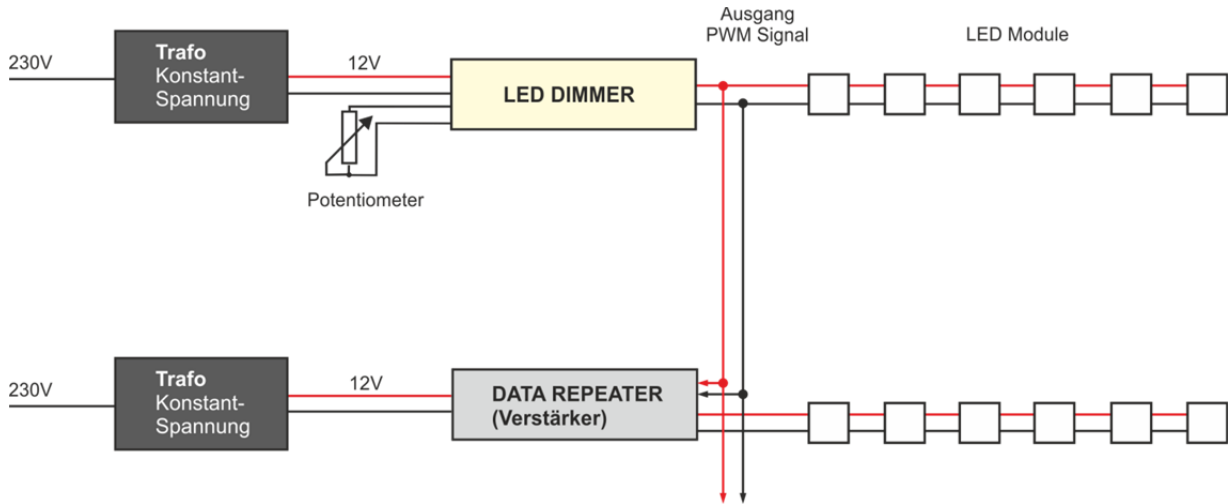 Ausgang
PWM Signal
LED Module
230V
Trafo
Konstant-
Spannung
12V
LED DIMMER
Potentiometer
230V
Trafo
Konstant-
Spannung
12V
DATA REPEATER
(Verstärker)